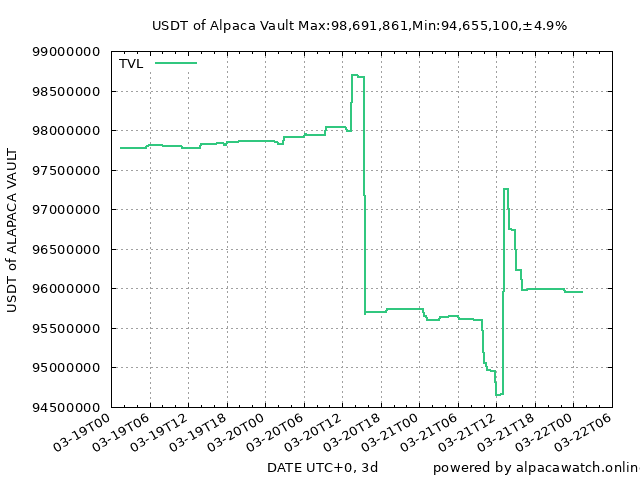 USDT of Alpaca Vault Max:98,691,861,Min:94,655,100,±4.9%
TVL
99000000
98500000
98000000
97500000
97000000
96500000
96000000
95500000
95000000
94500000
USDT of ALAPACA VAULT
03-19T00
03-19T06
03-19T12
03-19T18
03-20T00
03-20T06
03-20T12
03-20T18
03-21T00
03-21T06
03-21T12
03-21T18
03-22T00
03-22T06
DATE UTC+0, 3d
powered by alpacawatch.onlin